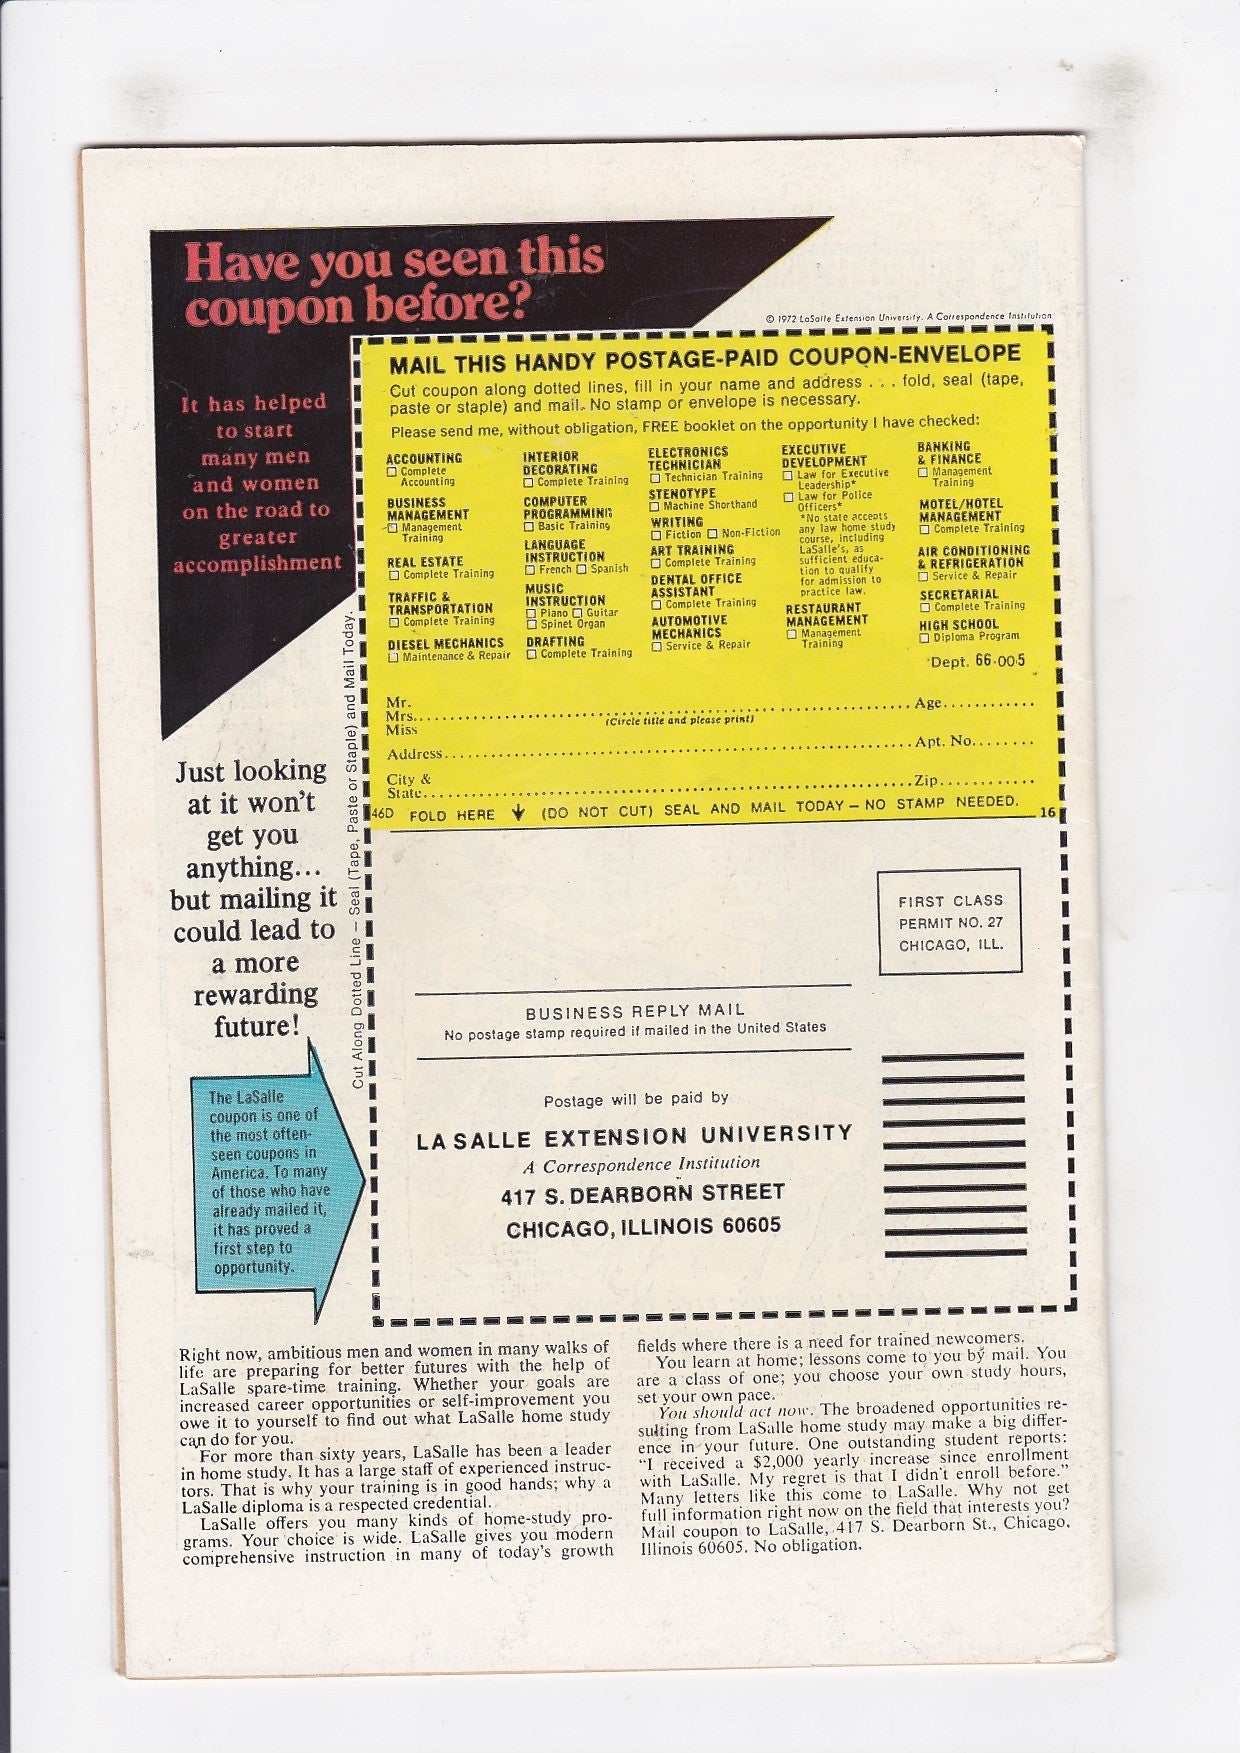 Have you seen this
coupon before?
© 1972 LaSalle Extension University. A Correspondence Institution
It has helped
to start
many men
and women
on the road to
greater
accomplishment
MAIL THIS HANDY POSTAGE-PAID COUPON-ENVELOPE
Cut coupon along dotted lines, fill in your name and address . . . fold, seal (tape,
paste or staple) and mail. No stamp or envelope is necessary.
Please send me, without obligation, FREE booklet on the opportunity I have checked:
ACCOUNTING
☐ Complete
Accounting
BUSINESS
MANAGEMENT
☐ Management
Training
REAL ESTATE
☐ Complete Training
TRAFFIC &
TRANSPORTATION
☐ Complete Training
DIESEL MECHANICS
☐ Maintenance & Repair
INTERIOR
DECORATING
☐ Complete Training
COMPUTER
PROGRAMMING
☐ Basic Training
LANGUAGE
INSTRUCTION
☐ French ☐ Spanish
MUSIC
INSTRUCTION
☐ Piano ☐ Guitar
☐ Spinet Organ
DRAFTING
☐ Complete Training
ELECTRONICS
TECHNICIAN
☐ Technician Training
STENOTYPE
☐ Machine Shorthand
WRITING
☐ Fiction ☐ Non-Fiction
ART TRAINING
☐ Complete Training
DENTAL OFFICE
ASSISTANT
☐ Complete Training
AUTOMOTIVE
MECHANICS
☐ Service & Repair
EXECUTIVE
DEVELOPMENT
☐ Law for Executive
Leadership*
☐ Law for Police
Officers*
*No state accepts
any law home study
course, including
LaSalle's, as
sufficient educa-
tion to qualify
for admission to
practice law.
RESTAURANT
MANAGEMENT
☐ Management
Training
BANKING
& FINANCE
☐ Management
Training
MOTEL/HOTEL
MANAGEMENT
☐ Complete Training
AIR CONDITIONING
& REFRIGERATION
☐ Service & Repair
SECRETARIAL
☐ Complete Training
HIGH SCHOOL
☐ Diploma Program
Dept. 66-005
Mr.
Mrs. Age
Miss
(Circle title and please print)
Address Apt. No.
City &
State Zip
46D FOLD HERE ↓ (DO NOT CUT) SEAL AND MAIL TODAY – NO STAMP NEEDED. 16
Cut Along Dotted Line – Seal (Tape, Paste or Staple) and Mail Today.
Just looking
at it won't
get you
anything...
but mailing it
could lead to
a more
rewarding
future!
FIRST CLASS
PERMIT NO. 27
CHICAGO, ILL.
BUSINESS REPLY MAIL
No postage stamp required if mailed in the United States
Postage will be paid by
LA SALLE EXTENSION UNIVERSITY
A Correspondence Institution
417 S. DEARBORN STREET
CHICAGO, ILLINOIS 60605
The LaSalle
coupon is one of
the most often-
seen coupons in
America. To many
of those who have
already mailed it,
it has proved a
first step to
opportunity.
Right now, ambitious men and women in many walks of
life are preparing for better futures with the help of
LaSalle spare-time training. Whether your goals are
increased career opportunities or self-improvement you
owe it to yourself to find out what LaSalle home study
can do for you.
For more than sixty years, LaSalle has been a leader
in home study. It has a large staff of experienced instruc-
tors. That is why your training is in good hands; why a
LaSalle diploma is a respected credential.
LaSalle offers you many kinds of home-study pro-
grams. Your choice is wide. LaSalle gives you modern
comprehensive instruction in many of today's growth
fields where there is a need for trained newcomers.
You learn at home; lessons come to you by mail. You
are a class of one; you choose your own study hours,
set your own pace.
You should act now. The broadened opportunities re-
sulting from LaSalle home study may make a big differ-
ence in your future. One outstanding student reports:
"I received a $2,000 yearly increase since enrollment
with LaSalle. My regret is that I didn't enroll before."
Many letters like this come to LaSalle. Why not get
full information right now on the field that interests you?
Mail coupon to LaSalle, 417 S. Dearborn St., Chicago,
Illinois 60605. No obligation.